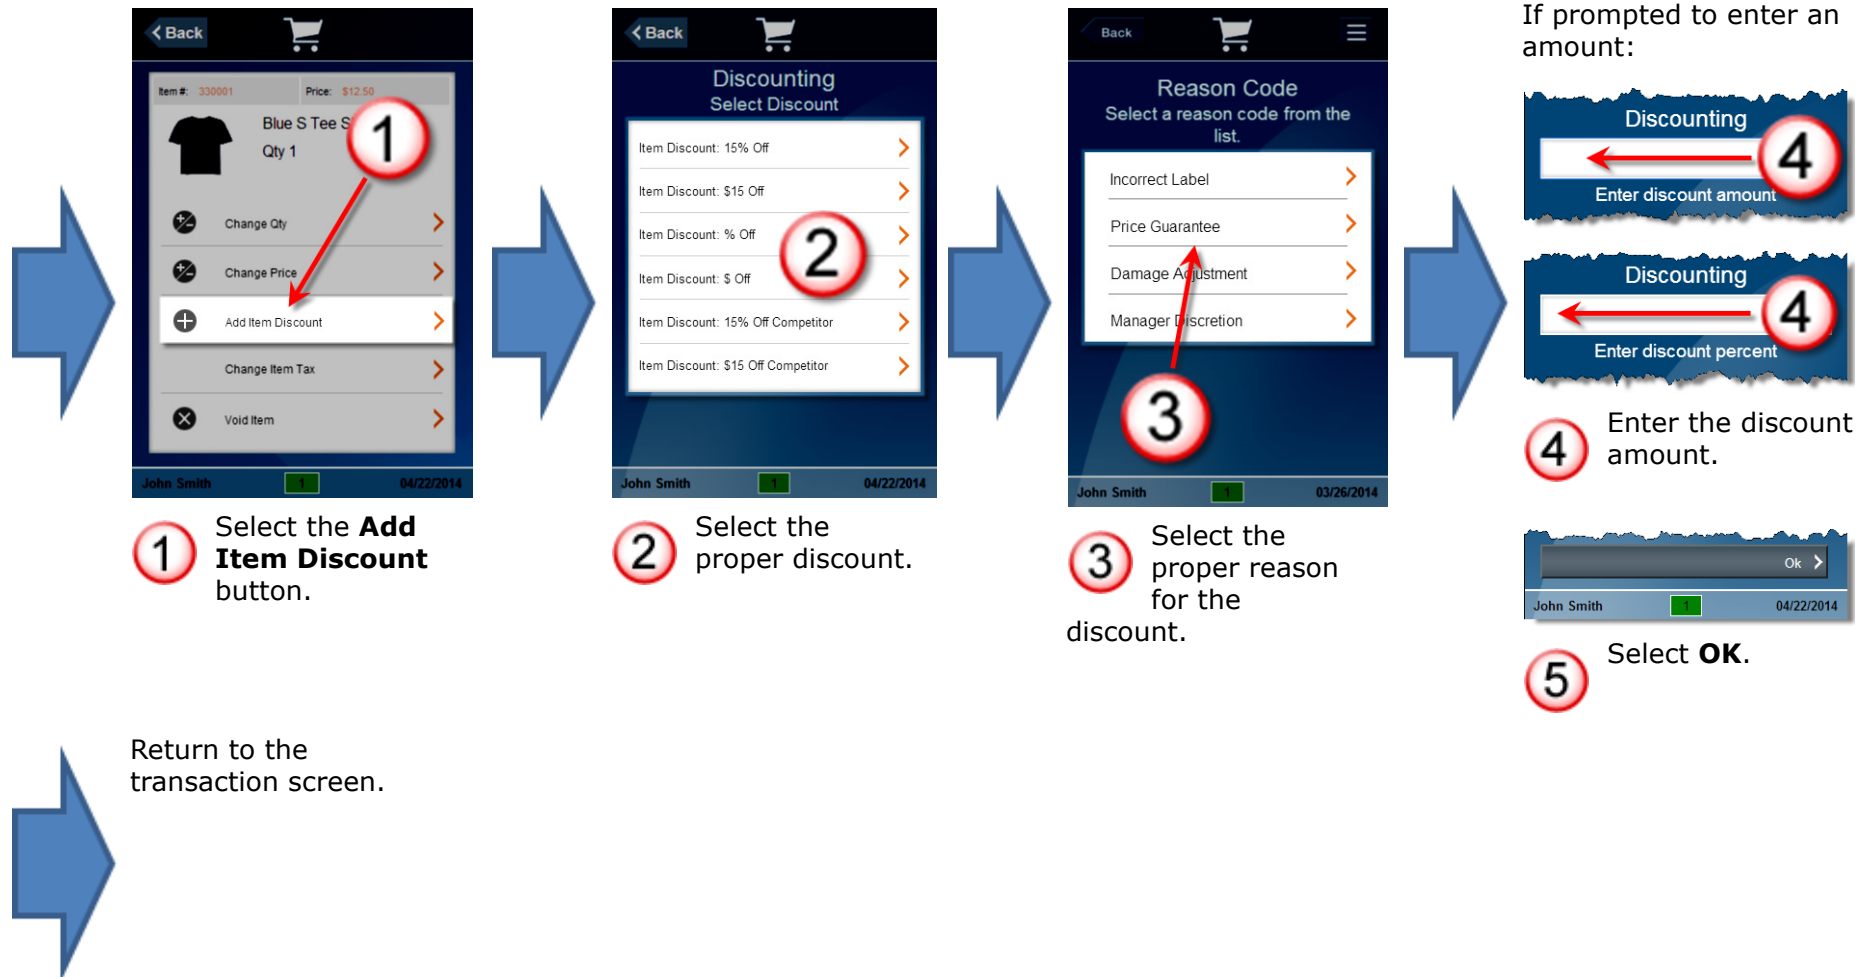 Back
Item #: 330001 Price: $12.50
Blue S Tee S
1
Qty 1
Change Qty
Change Price
Add Item Discount
Change Item Tax
Void Item
John Smith 1 04/22/2014
1 Select the Add
Item Discount
button.
Back
Discounting
Select Discount
Item Discount: 15% Off
Item Discount: $15 Off
Item Discount: % Off
2
Item Discount: $ Off
Item Discount: 15% Off Competitor
Item Discount: $15 Off Competitor
John Smith 1 04/22/2014
2 Select the
proper discount.
Back
Reason Code
Select a reason code from the
list.
Incorrect Label
Price Guarantee
Damage Adjustment
Manager Discretion
3
John Smith 1 03/26/2014
3 Select the
proper reason
for the
discount.
If prompted to enter an
amount:
Discounting
4
Enter discount amount
Discounting
4
Enter discount percent
4 Enter the discount
amount.
Ok
John Smith 1 04/22/2014
5 Select OK.
Return to the
transaction screen.